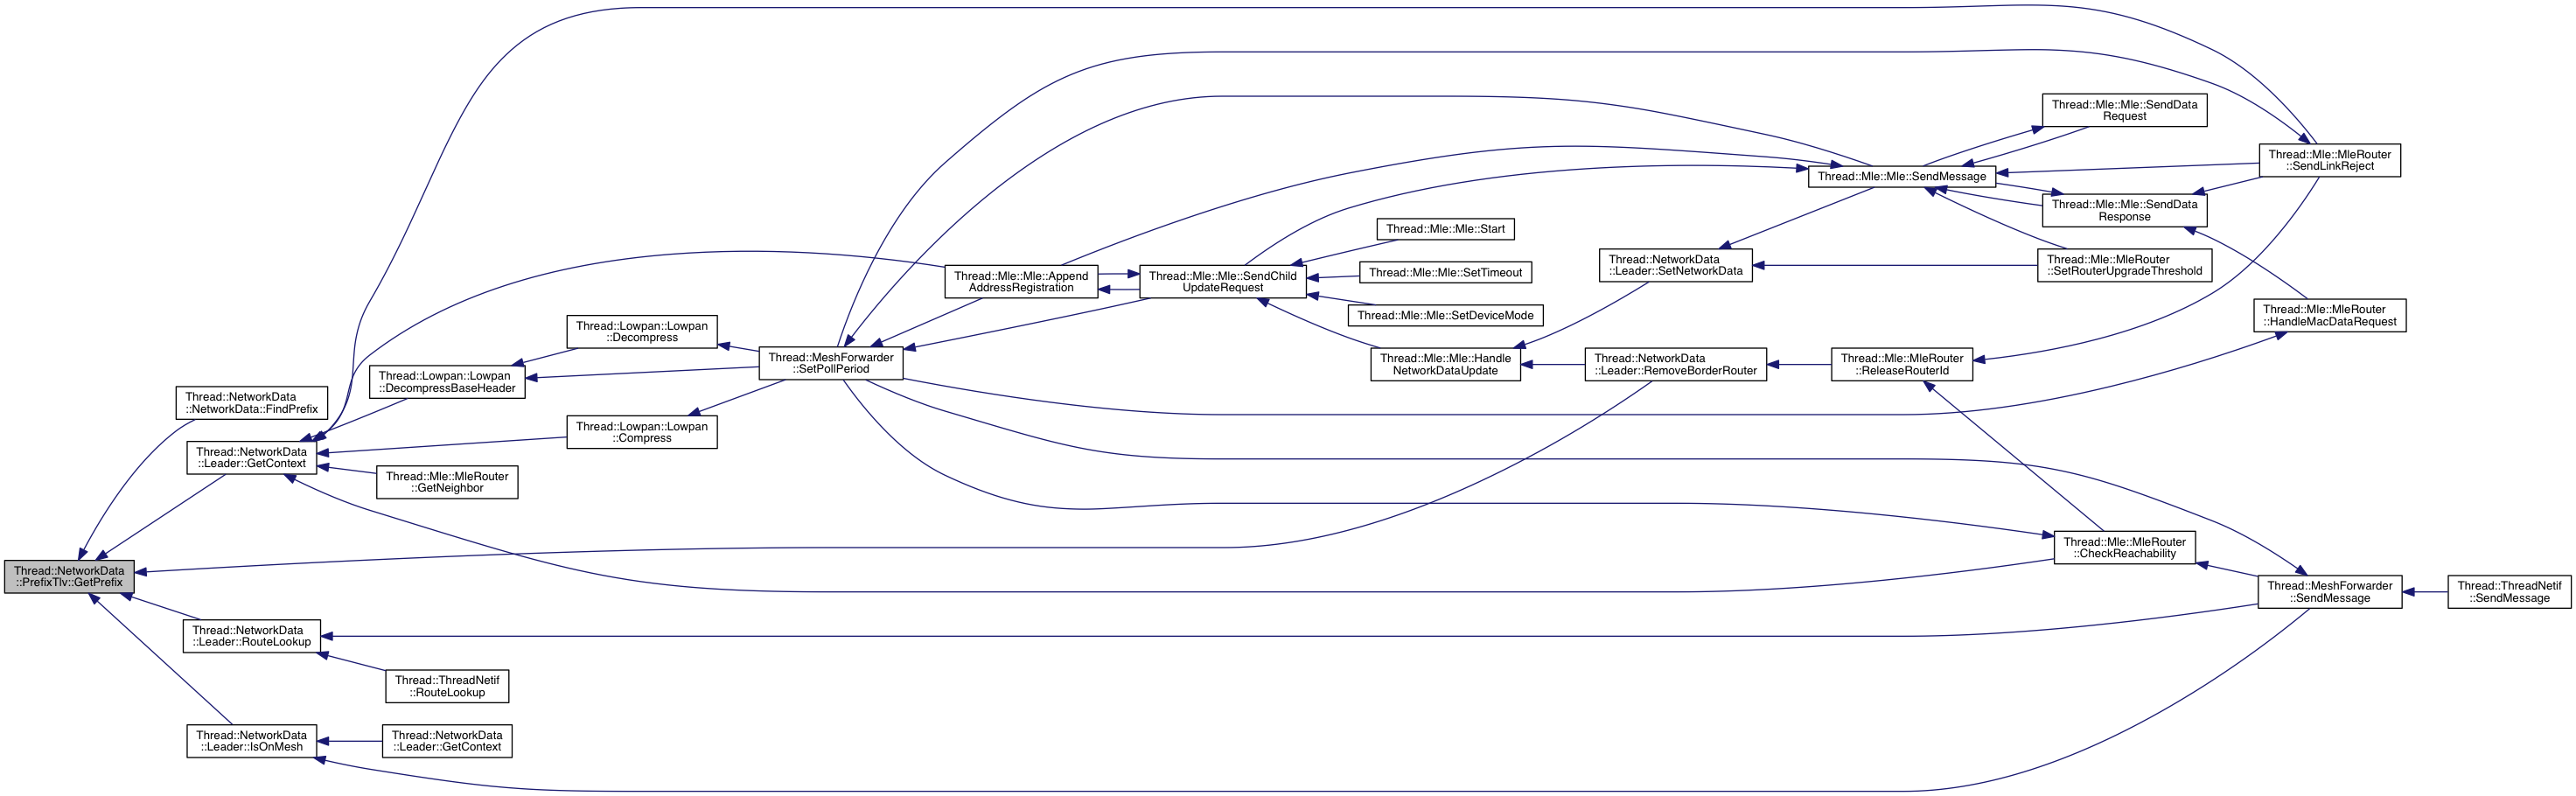 Thread::NetworkData
::PrefixTlv::GetPrefix
Thread::NetworkData
::NetworkData::FindPrefix
Thread::NetworkData
::Leader::GetContext
Thread::NetworkData
::Leader::RouteLookup
Thread::NetworkData
::Leader::IsOnMesh
Thread::Lowpan::Lowpan
::DecompressBaseHeader
Thread::Mle::MleRouter
::GetNeighbor
Thread::ThreadNetif
::RouteLookup
Thread::NetworkData
::Leader::GetContext
Thread::Lowpan::Lowpan
::Decompress
Thread::Lowpan::Lowpan
::Compress
Thread::MeshForwarder
::SetPollPeriod
Thread::Mle::Mle::Append
AddressRegistration
Thread::Mle::Mle::SendChild
UpdateRequest
Thread::Mle::Mle::Start
Thread::Mle::Mle::SetTimeout
Thread::Mle::Mle::SetDeviceMode
Thread::Mle::Mle::Handle
NetworkDataUpdate
Thread::NetworkData
::Leader::SetNetworkData
Thread::NetworkData
::Leader::RemoveBorderRouter
Thread::Mle::Mle::SendMessage
Thread::Mle::MleRouter
::ReleaseRouterId
Thread::Mle::Mle::SendData
Request
Thread::Mle::Mle::SendData
Response
Thread::Mle::MleRouter
::SetRouterUpgradeThreshold
Thread::Mle::MleRouter
::CheckReachability
Thread::Mle::MleRouter
::SendLinkReject
Thread::Mle::MleRouter
::HandleMacDataRequest
Thread::MeshForwarder
::SendMessage
Thread::ThreadNetif
::SendMessage